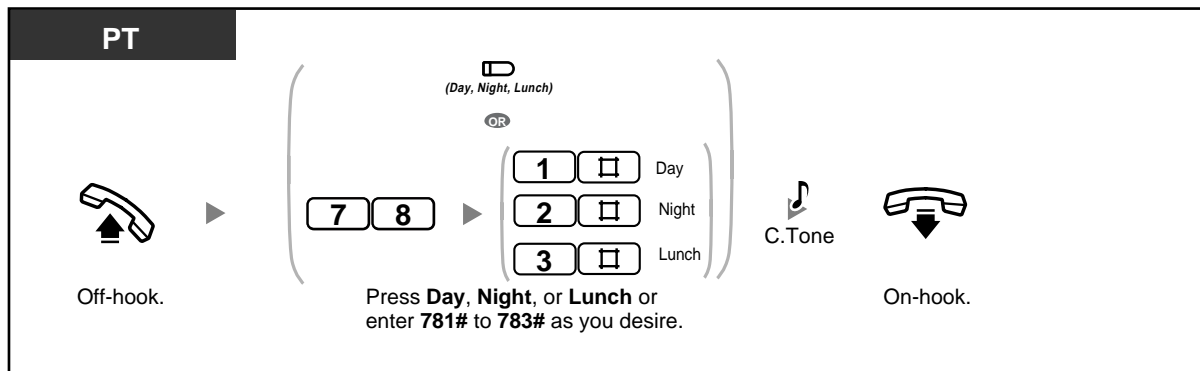 PT
(Day, Night, Lunch)
OR
1 # Day
7 8 2 # Night
3 # Lunch
C.Tone
Off-hook.
Press Day, Night, or Lunch or
enter 781# to 783# as you desire.
On-hook.